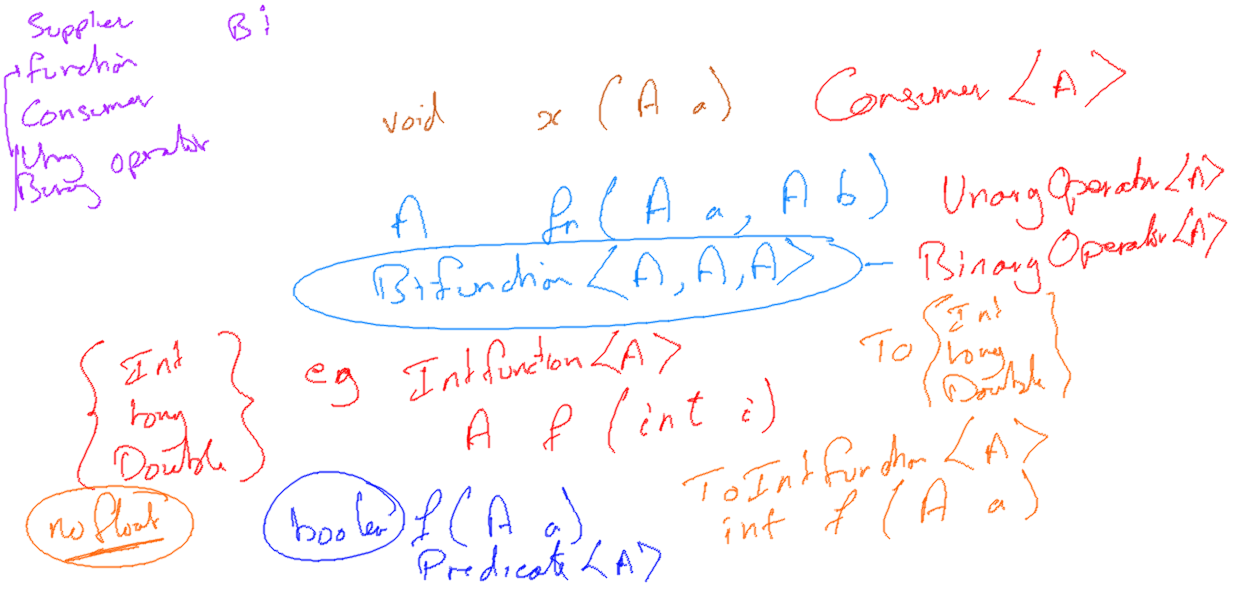 Supplier
Bi
function
Consumer
Unary operator
Binary
void x (A a)
Consumer <A>
A fn (A a, A b)
UnaryOperator <A>
Bifunction <A, A, A>
BinaryOperator <A>
{ Int
Long
Double }
eg Intfunction <A>
A f (int i)
To { Int
Long
Double }
no float
boolean f (A a)
Predicate <A>
ToIntfunction <A>
int f (A a)